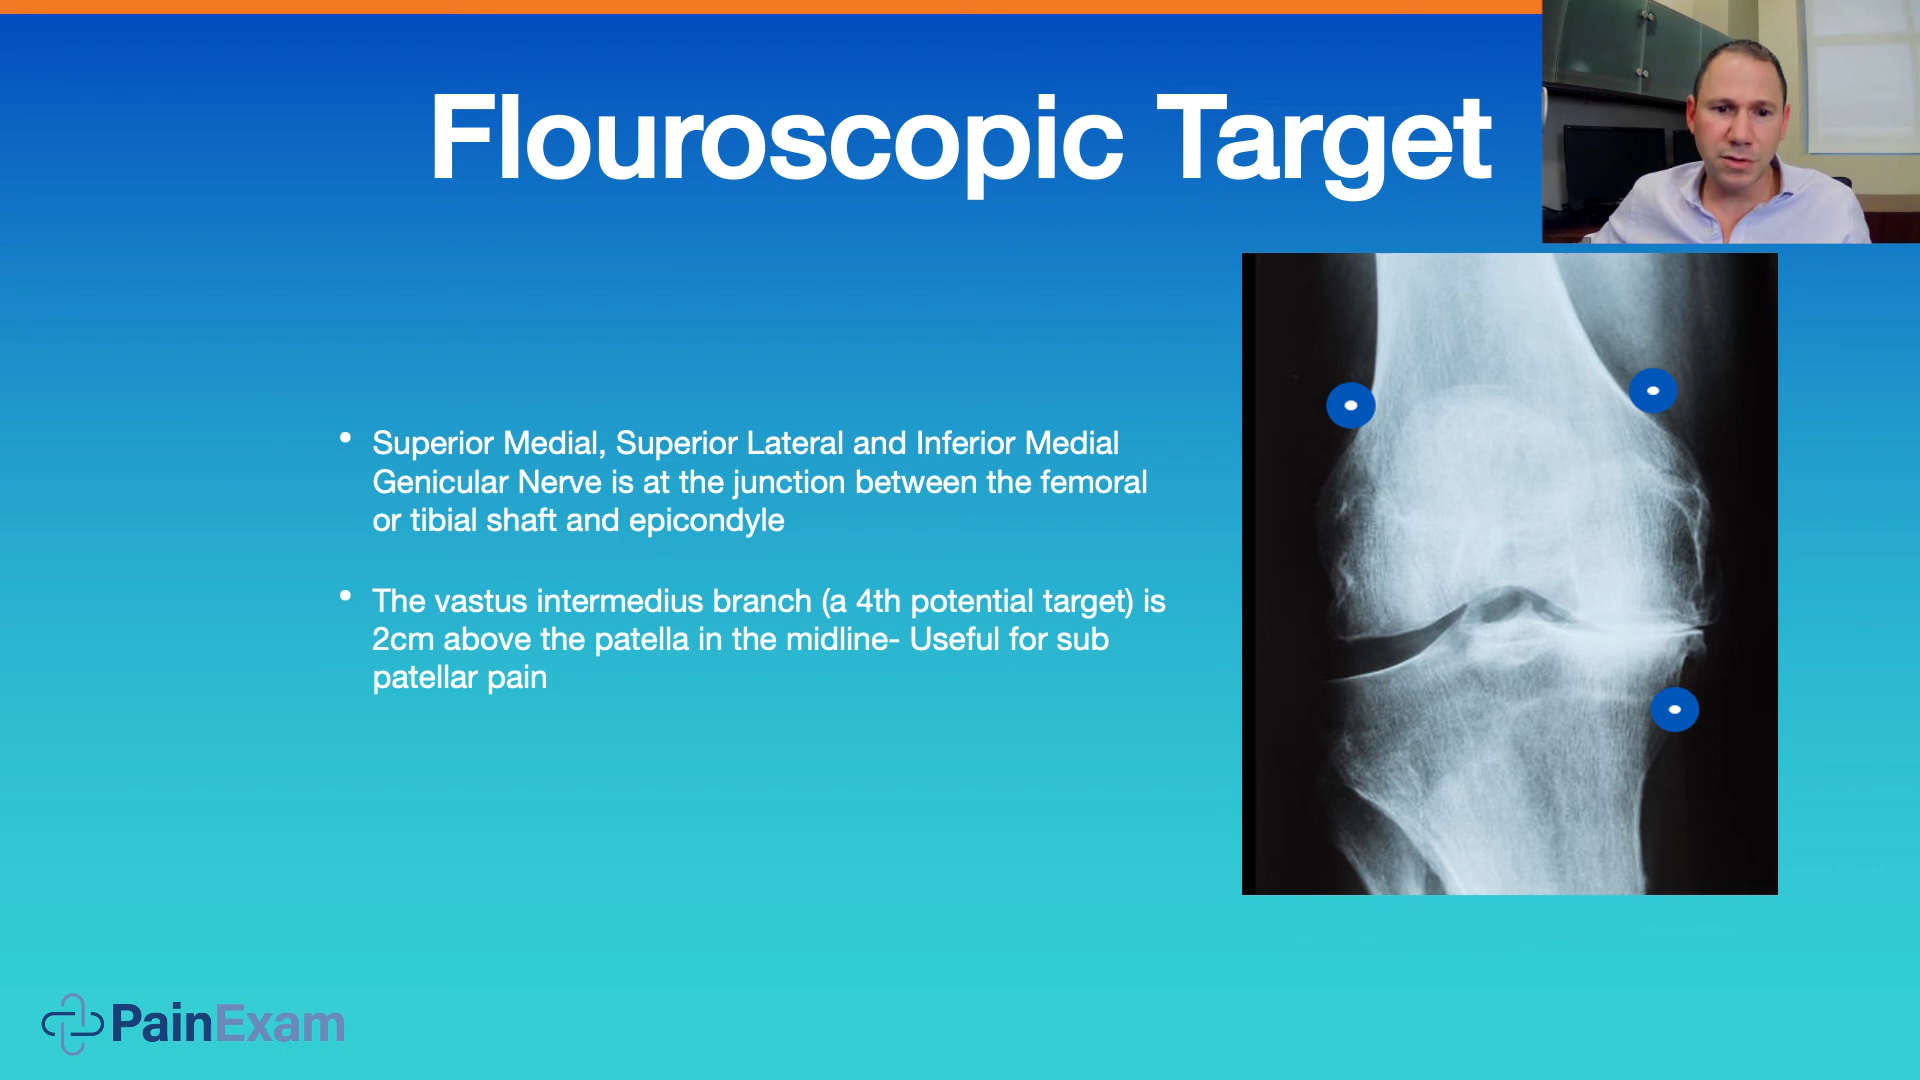 Flouroscopic Target
• Superior Medial, Superior Lateral and Inferior Medial
Genicular Nerve is at the junction between the femoral
or tibial shaft and epicondyle
• The vastus intermedius branch (a 4th potential target) is
2cm above the patella in the midline- Useful for sub
patellar pain
PainExam